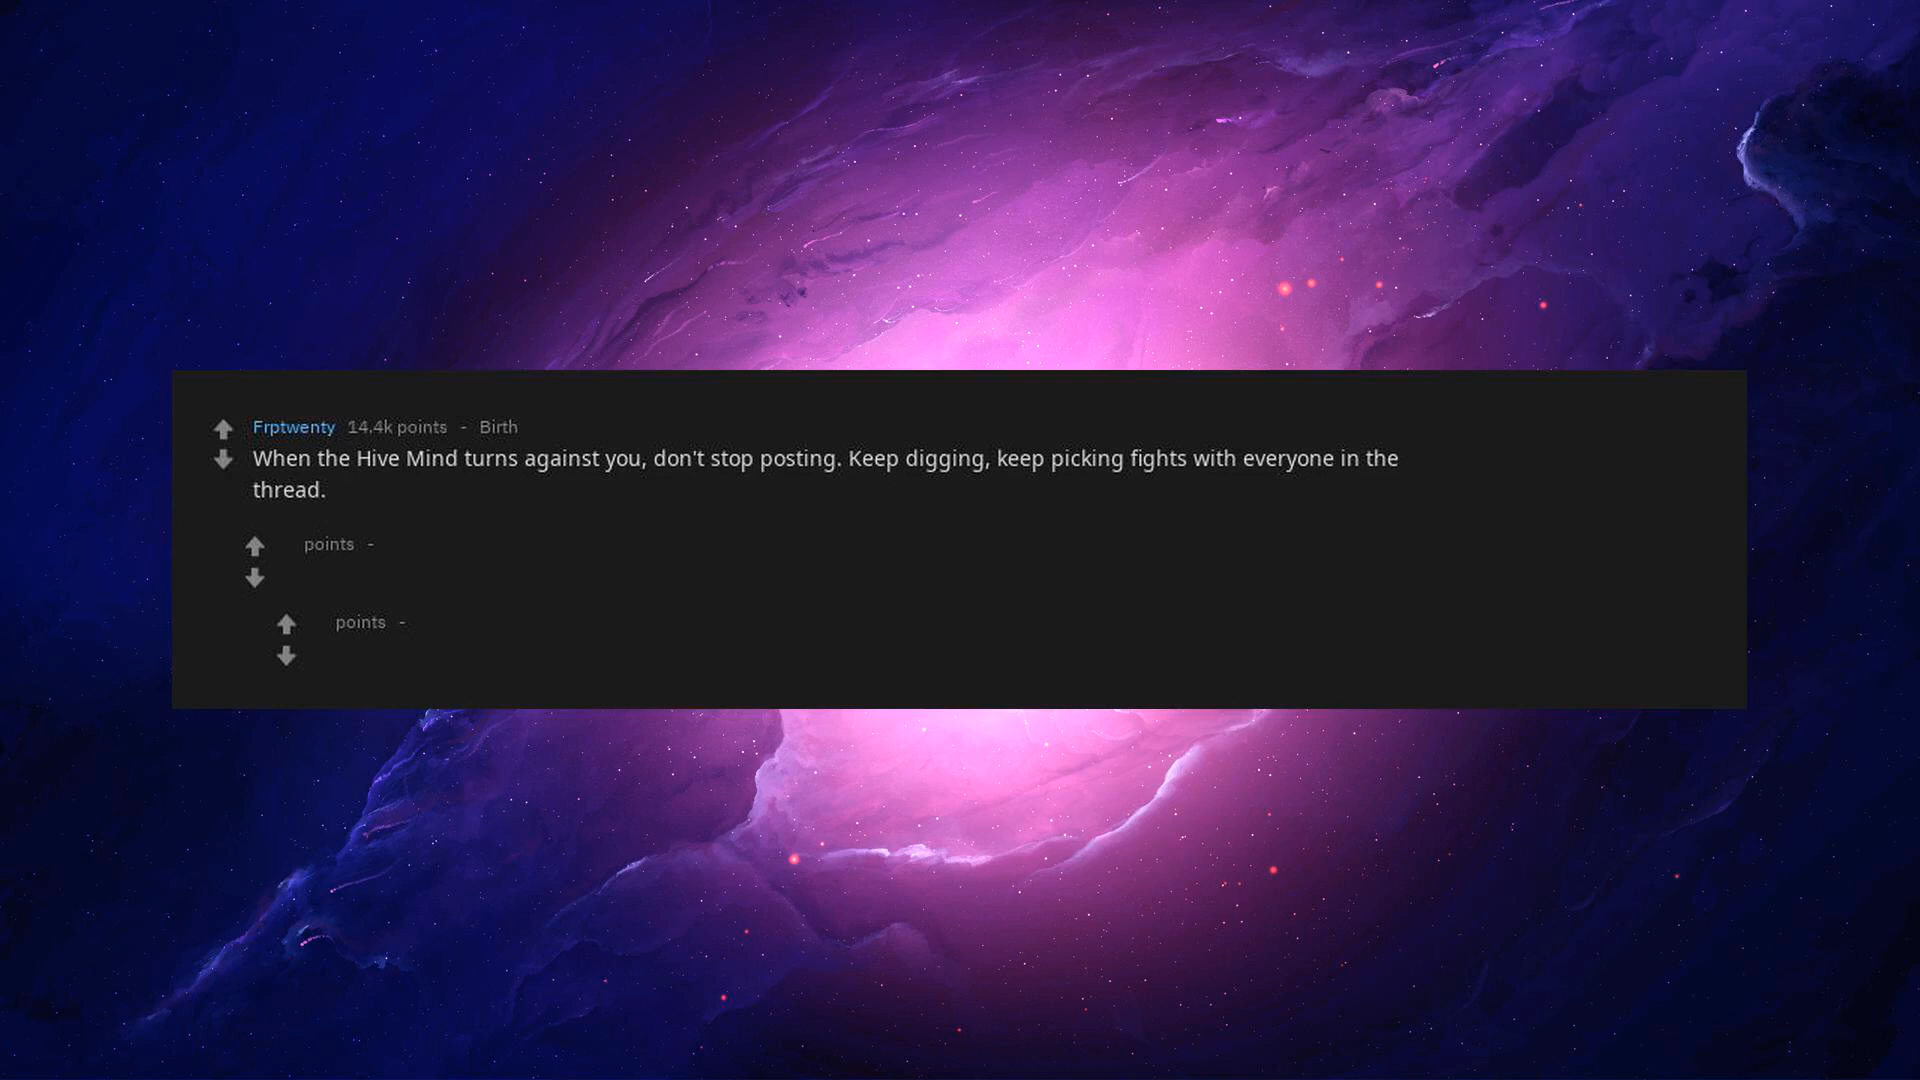 Frptwenty 14.4k points - Birth
When the Hive Mind turns against you, don't stop posting. Keep digging, keep picking fights with everyone in the
thread.
points -
points -